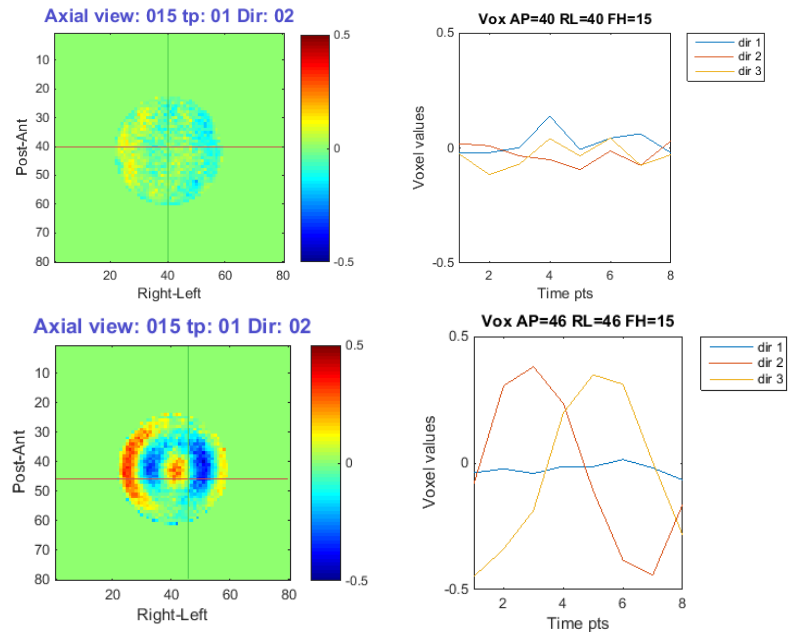 Axial view: 015 tp: 01 Dir: 02
Post-Ant
10
20
30
40
50
60
70
80
20
40
60
80
Right-Left
0.5
0
-0.5
Vox AP=40 RL=40 FH=15
Voxel values
0.5
0
-0.5
2
4
6
8
Time pts
dir 1
dir 2
dir 3
Axial view: 015 tp: 01 Dir: 02
Post-Ant
10
20
30
40
50
60
70
80
20
40
60
80
Right-Left
0.5
0
-0.5
Vox AP=46 RL=46 FH=15
Voxel values
0.5
0
-0.5
2
4
6
8
Time pts
dir 1
dir 2
dir 3